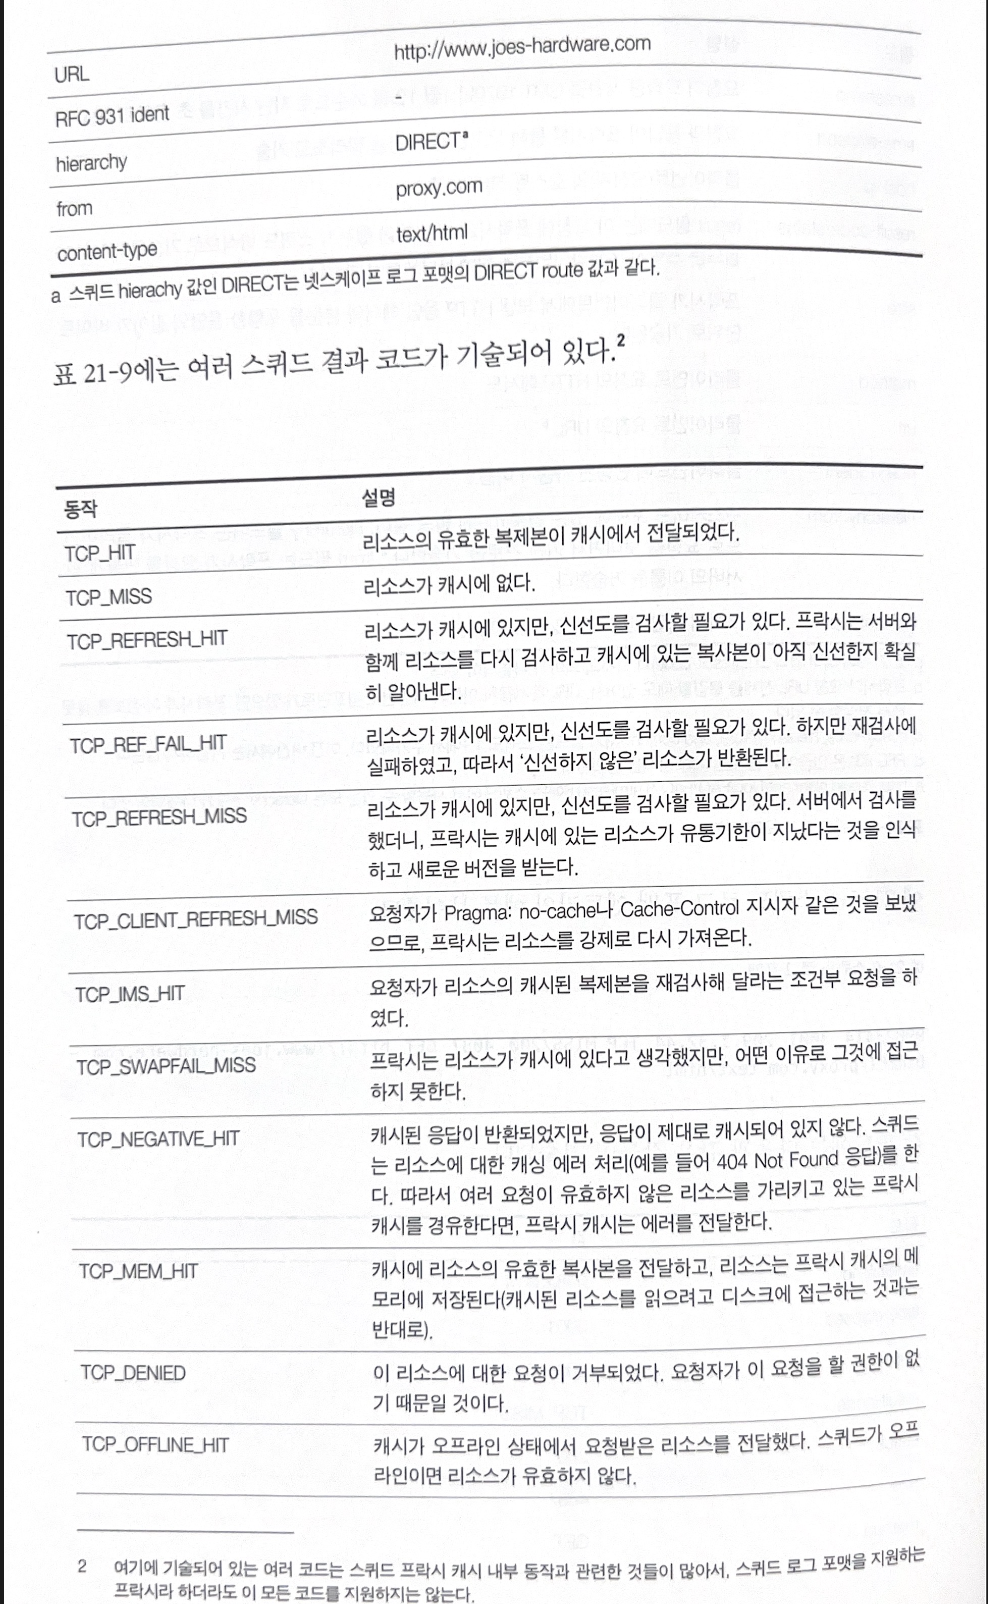 URL http://www.joes-hardware.com
RFC 931 ident -
hierarchy DIRECTª
from proxy.com
content-type text/html
a 스퀴드 hierachy 값인 DIRECT는 넷스케이프 로그 포맷의 DIRECT route 값과 같다.
표 21-9에는 여러 스퀴드 결과 코드가 기술되어 있다.²
동작 설명
TCP_HIT 리소스의 유효한 복제본이 캐시에서 전달되었다.
TCP_MISS 리소스가 캐시에 없다.
TCP_REFRESH_HIT 리소스가 캐시에 있지만, 신선도를 검사할 필요가 있다. 프락시는 서버와
함께 리소스를 다시 검사하고 캐시에 있는 복사본이 아직 신선한지 확실
히 알아낸다.
TCP_REF_FAIL_HIT 리소스가 캐시에 있지만, 신선도를 검사할 필요가 있다. 하지만 재검사에
실패하였고, 따라서 ‘신선하지 않은’ 리소스가 반환된다.
TCP_REFRESH_MISS 리소스가 캐시에 있지만, 신선도를 검사할 필요가 있다. 서버에서 검사를
했더니, 프락시는 캐시에 있는 리소스가 유통기한이 지났다는 것을 인식
하고 새로운 버전을 받는다.
TCP_CLIENT_REFRESH_MISS 요청자가 Pragma: no-cache나 Cache-Control 지시자 같은 것을 보냈
으므로, 프락시는 리소스를 강제로 다시 가져온다.
TCP_IMS_HIT 요청자가 리소스의 캐시된 복제본을 재검사해 달라는 조건부 요청을 하
였다.
TCP_SWAPFAIL_MISS 프락시는 리소스가 캐시에 있다고 생각했지만, 어떤 이유로 그것에 접근
하지 못한다.
TCP_NEGATIVE_HIT 캐시된 응답이 반환되었지만, 응답이 제대로 캐시되어 있지 않다. 스퀴드
는 리소스에 대한 캐싱 에러 처리(예를 들어 404 Not Found 응답)를 한
다. 따라서 여러 요청이 유효하지 않은 리소스를 가리키고 있는 프락시
캐시를 경유한다면, 프락시 캐시는 에러를 전달한다.
TCP_MEM_HIT 캐시에 리소스의 유효한 복사본을 전달하고, 리소스는 프락시 캐시의 메
모리에 저장된다(캐시된 리소스를 읽으려고 디스크에 접근하는 것과는
반대로).
TCP_DENIED 이 리소스에 대한 요청이 거부되었다. 요청자가 이 요청을 할 권한이 없
기 때문일 것이다.
TCP_OFFLINE_HIT 캐시가 오프라인 상태에서 요청받은 리소스를 전달했다. 스퀴드가 오프
라인이면 리소스가 유효하지 않다.
2 여기에 기술되어 있는 여러 코드는 스퀴드 프락시 캐시 내부 동작과 관련한 것들이 많아서, 스퀴드 로그 포맷을 지원하는
프락시라 하더라도 이 모든 코드를 지원하지는 않는다.